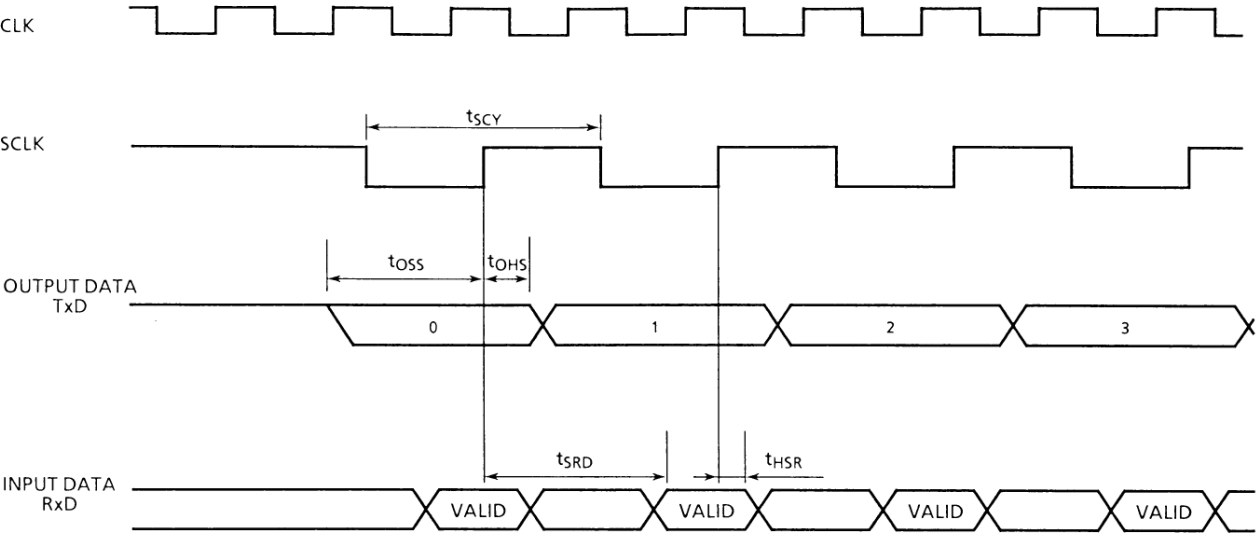 CLK
tSCY
SCLK
tOSS
tOHS
OUTPUT DATA
TxD
0
1
2
3
tSRD
tHSR
INPUT DATA
RxD
VALID
VALID
VALID
VALID